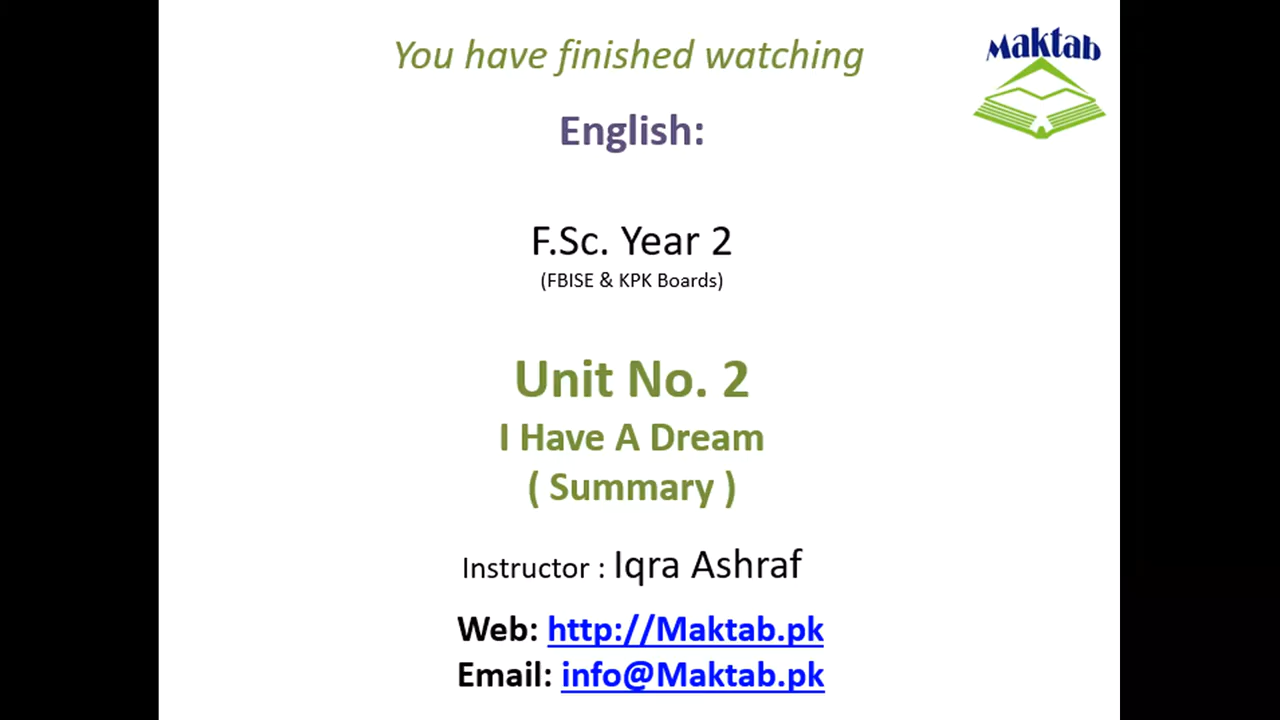 You have finished watching
Maktab
English:
F.Sc. Year 2
(FBISE & KPK Boards)
Unit No. 2
I Have A Dream
( Summary )
Instructor : Iqra Ashraf
Web: http://Maktab.pk
Email: info@Maktab.pk